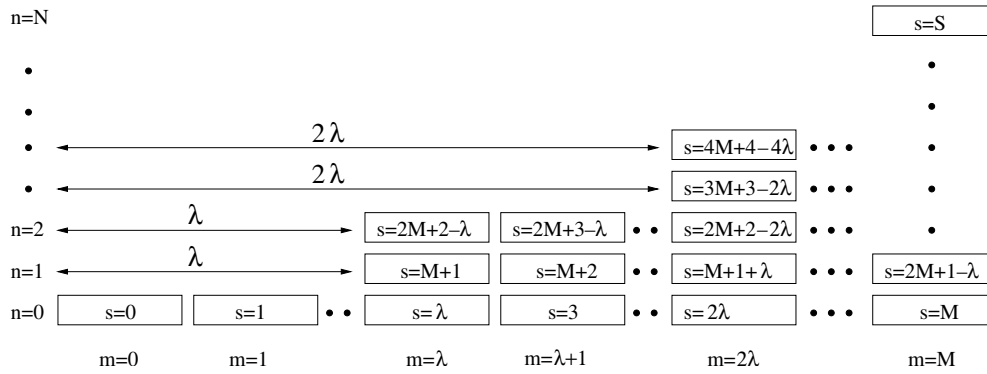 n=N s=S
2λ s=4M+4−4λ
2λ s=3M+3−2λ
n=2 λ s=2M+2−λ s=2M+3−λ s=2M+2−2λ
n=1 λ s=M+1 s=M+2 s=M+1+λ s=2M+1−λ
n=0 s=0 s=1 s=λ s=3 s=2λ s=M
m=0 m=1 m=λ m=λ+1 m=2λ m=M